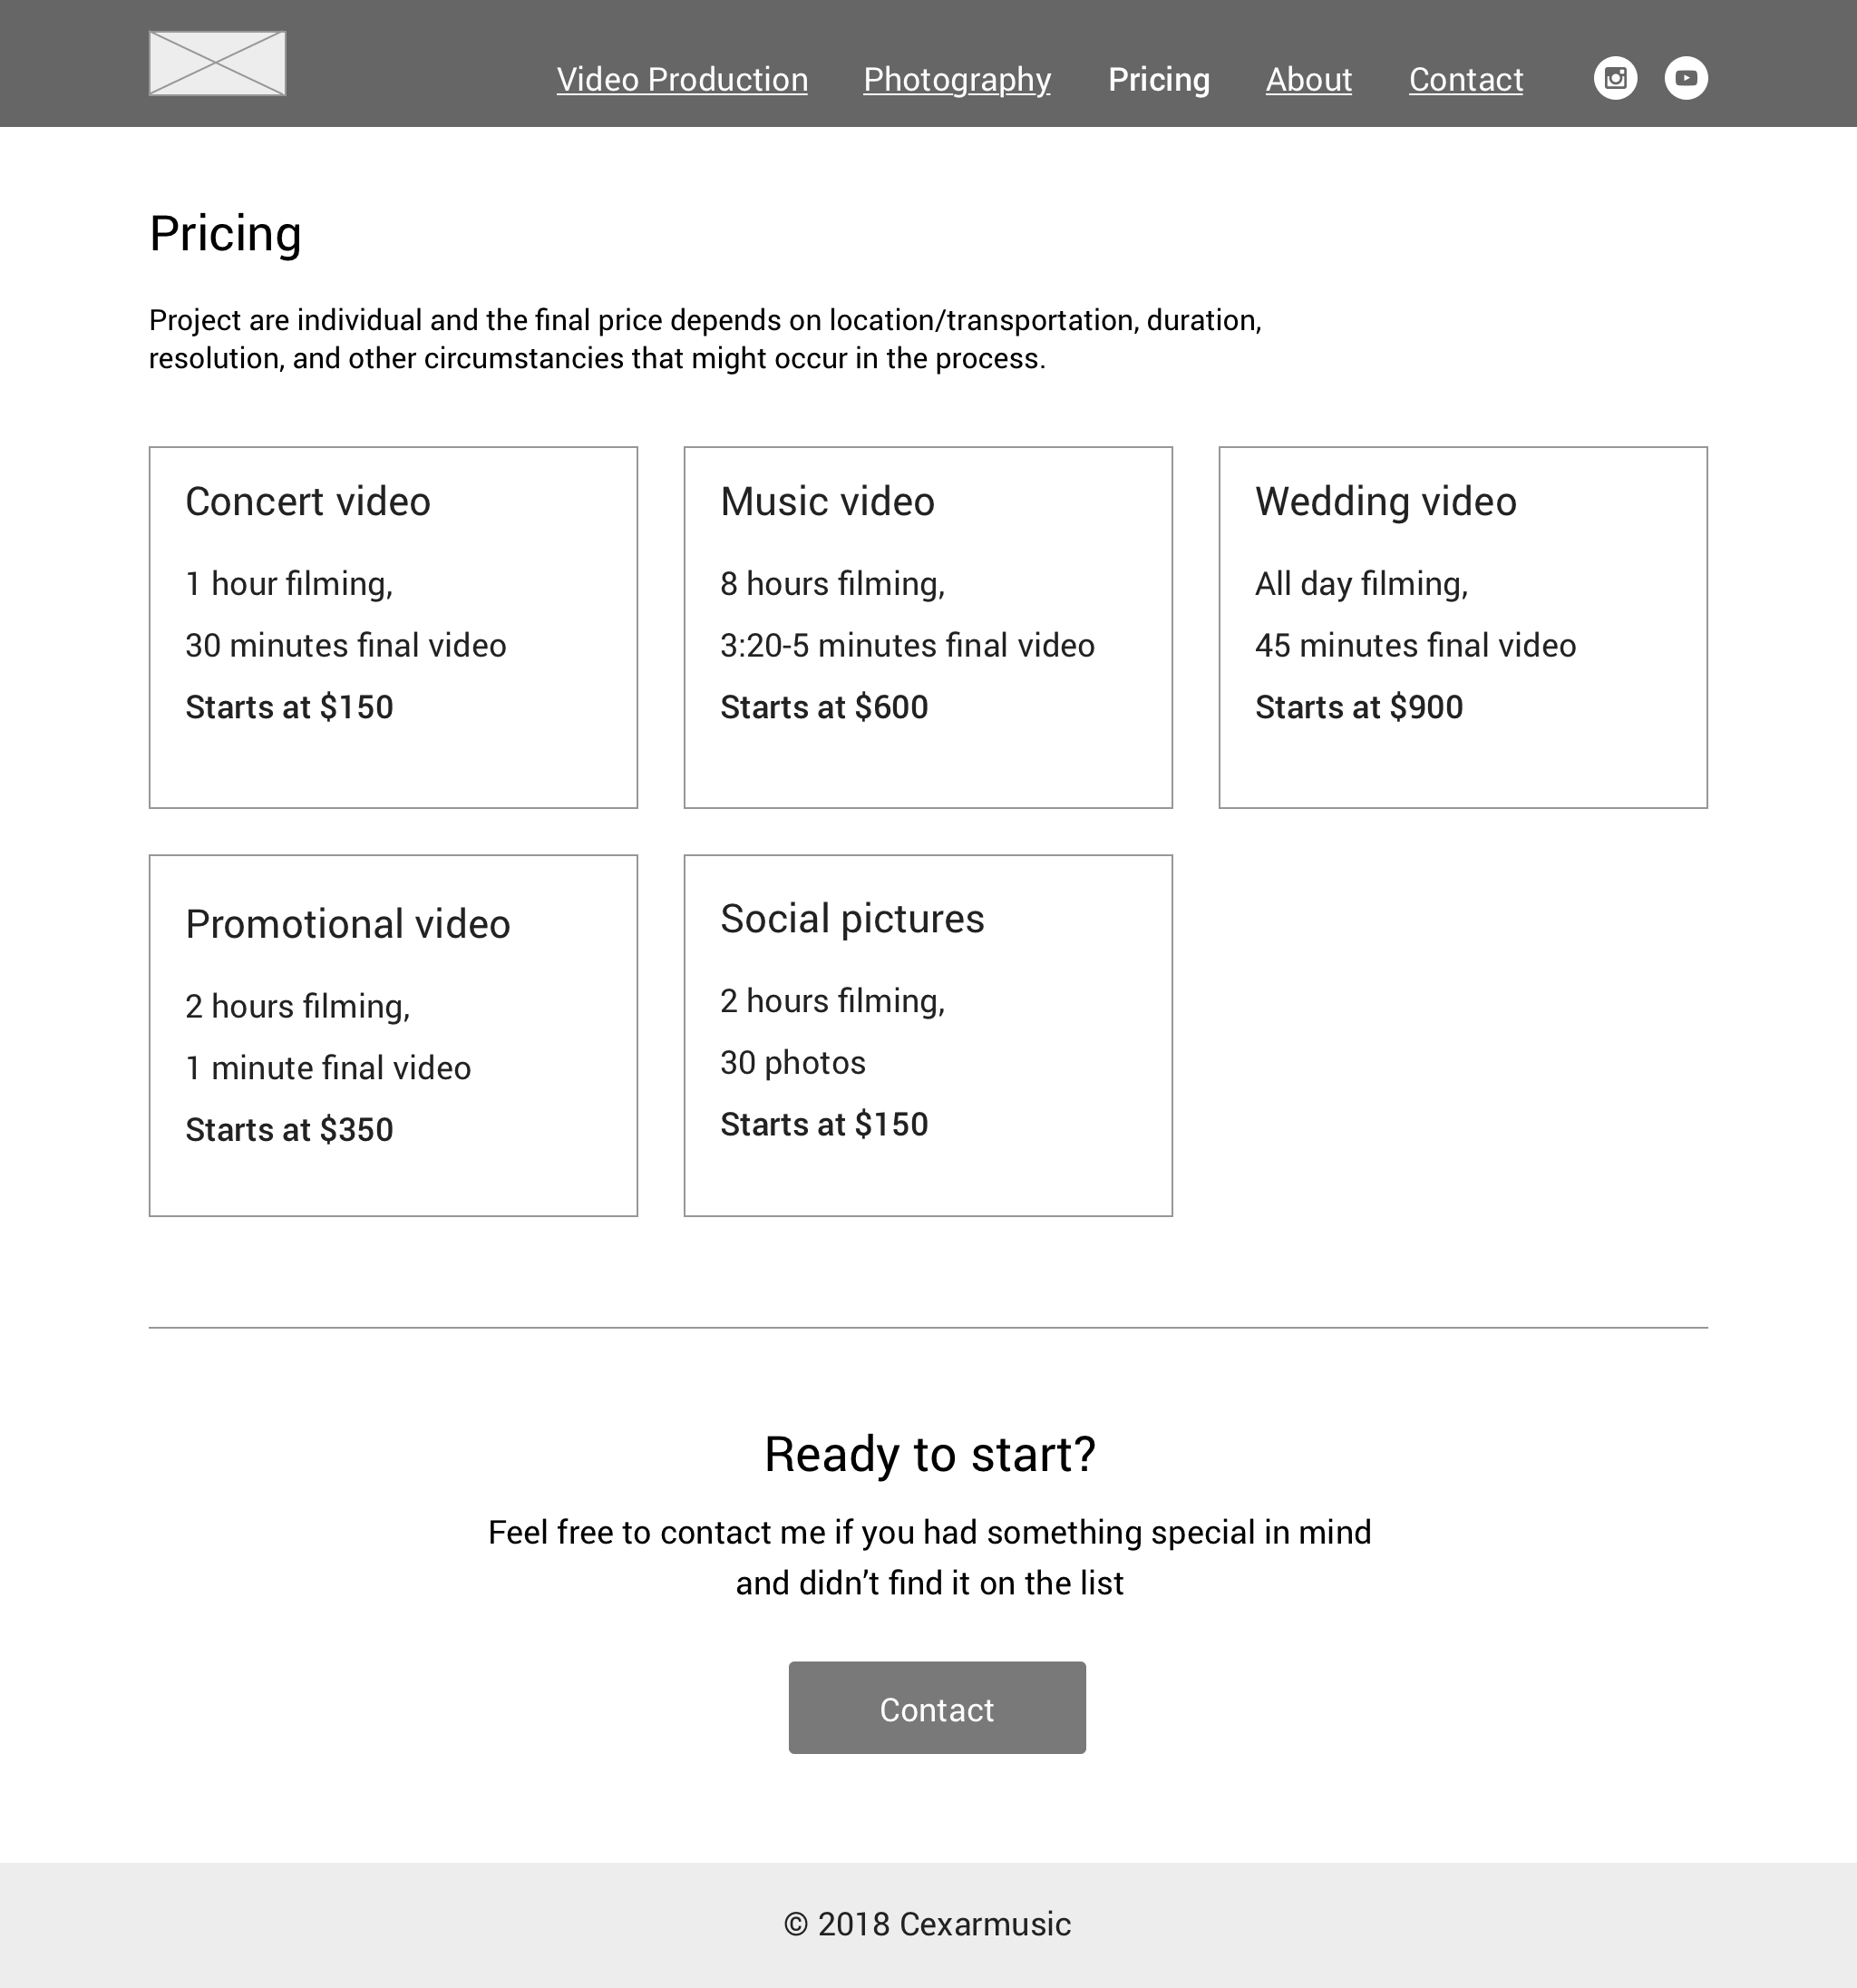 Video Production Photography Pricing About Contact
Pricing
Project are individual and the final price depends on location/transportation, duration,
resolution, and other circumstancies that might occur in the process.
Concert video
1 hour filming,
30 minutes final video
Starts at $150
Music video
8 hours filming,
3:20-5 minutes final video
Starts at $600
Wedding video
All day filming,
45 minutes final video
Starts at $900
Promotional video
2 hours filming,
1 minute final video
Starts at $350
Social pictures
2 hours filming,
30 photos
Starts at $150
Ready to start?
Feel free to contact me if you had something special in mind
and didn’t find it on the list
Contact
© 2018 Cexarmusic